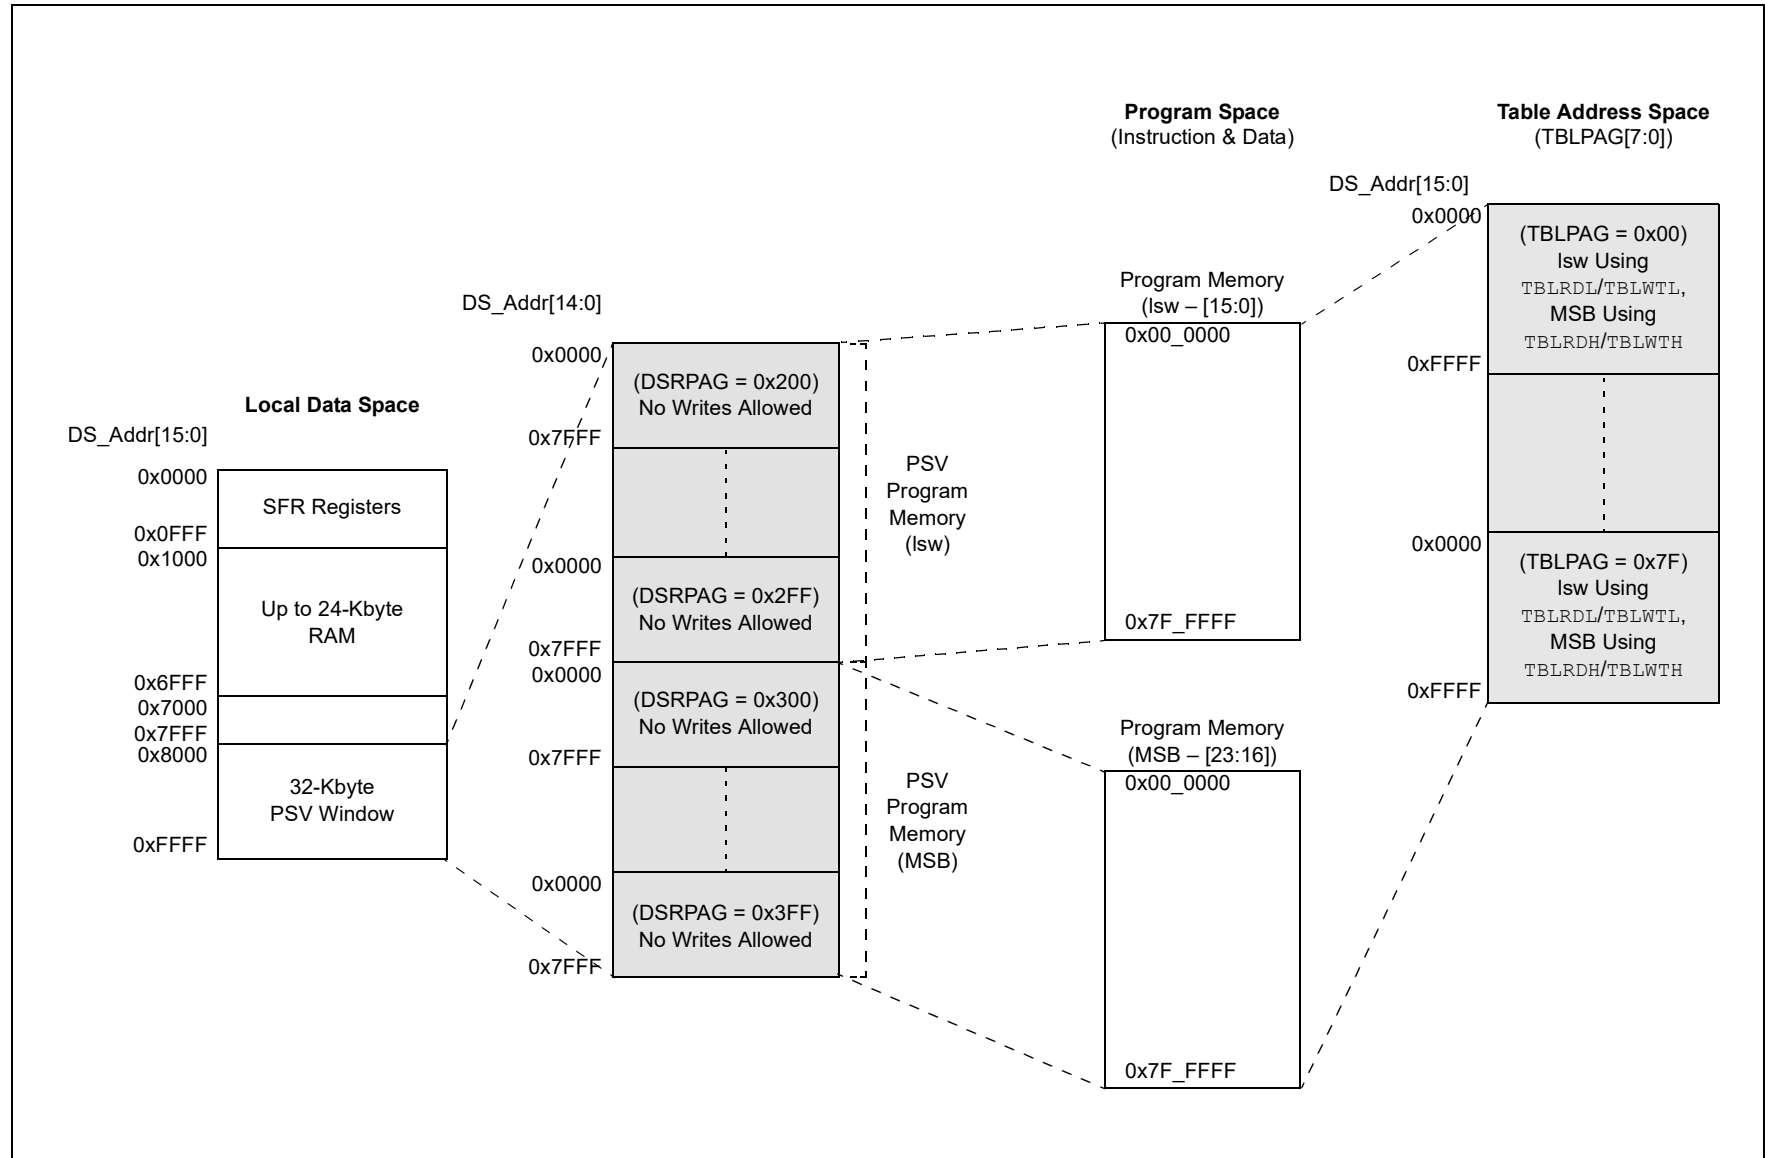 Program Space
(Instruction & Data)
Table Address Space
(TBLPAG[7:0])
Local Data Space
DS_Addr[15:0]
0x0000
SFR Registers
0x0FFF
0x1000
Up to 24-Kbyte
RAM
0x6FFF
0x7000
0x7FFF
0x8000
32-Kbyte
PSV Window
0xFFFF
DS_Addr[14:0]
0x0000
(DSRPAG = 0x200)
No Writes Allowed
0x7FFF
0x0000
(DSRPAG = 0x2FF)
No Writes Allowed
0x7FFF
0x0000
(DSRPAG = 0x300)
No Writes Allowed
0x7FFF
0x0000
(DSRPAG = 0x3FF)
No Writes Allowed
0x7FFF
PSV
Program
Memory
(lsw)
PSV
Program
Memory
(MSB)
Program Memory
(lsw – [15:0])
0x00_0000
0x7F_FFFF
Program Memory
(MSB – [23:16])
0x00_0000
0x7F_FFFF
DS_Addr[15:0]
0x0000
(TBLPAG = 0x00)
lsw Using
TBLRDL/TBLWTL,
MSB Using
TBLRDH/TBLWTH
0xFFFF
0x0000
(TBLPAG = 0x7F)
lsw Using
TBLRDL/TBLWTL,
MSB Using
TBLRDH/TBLWTH
0xFFFF